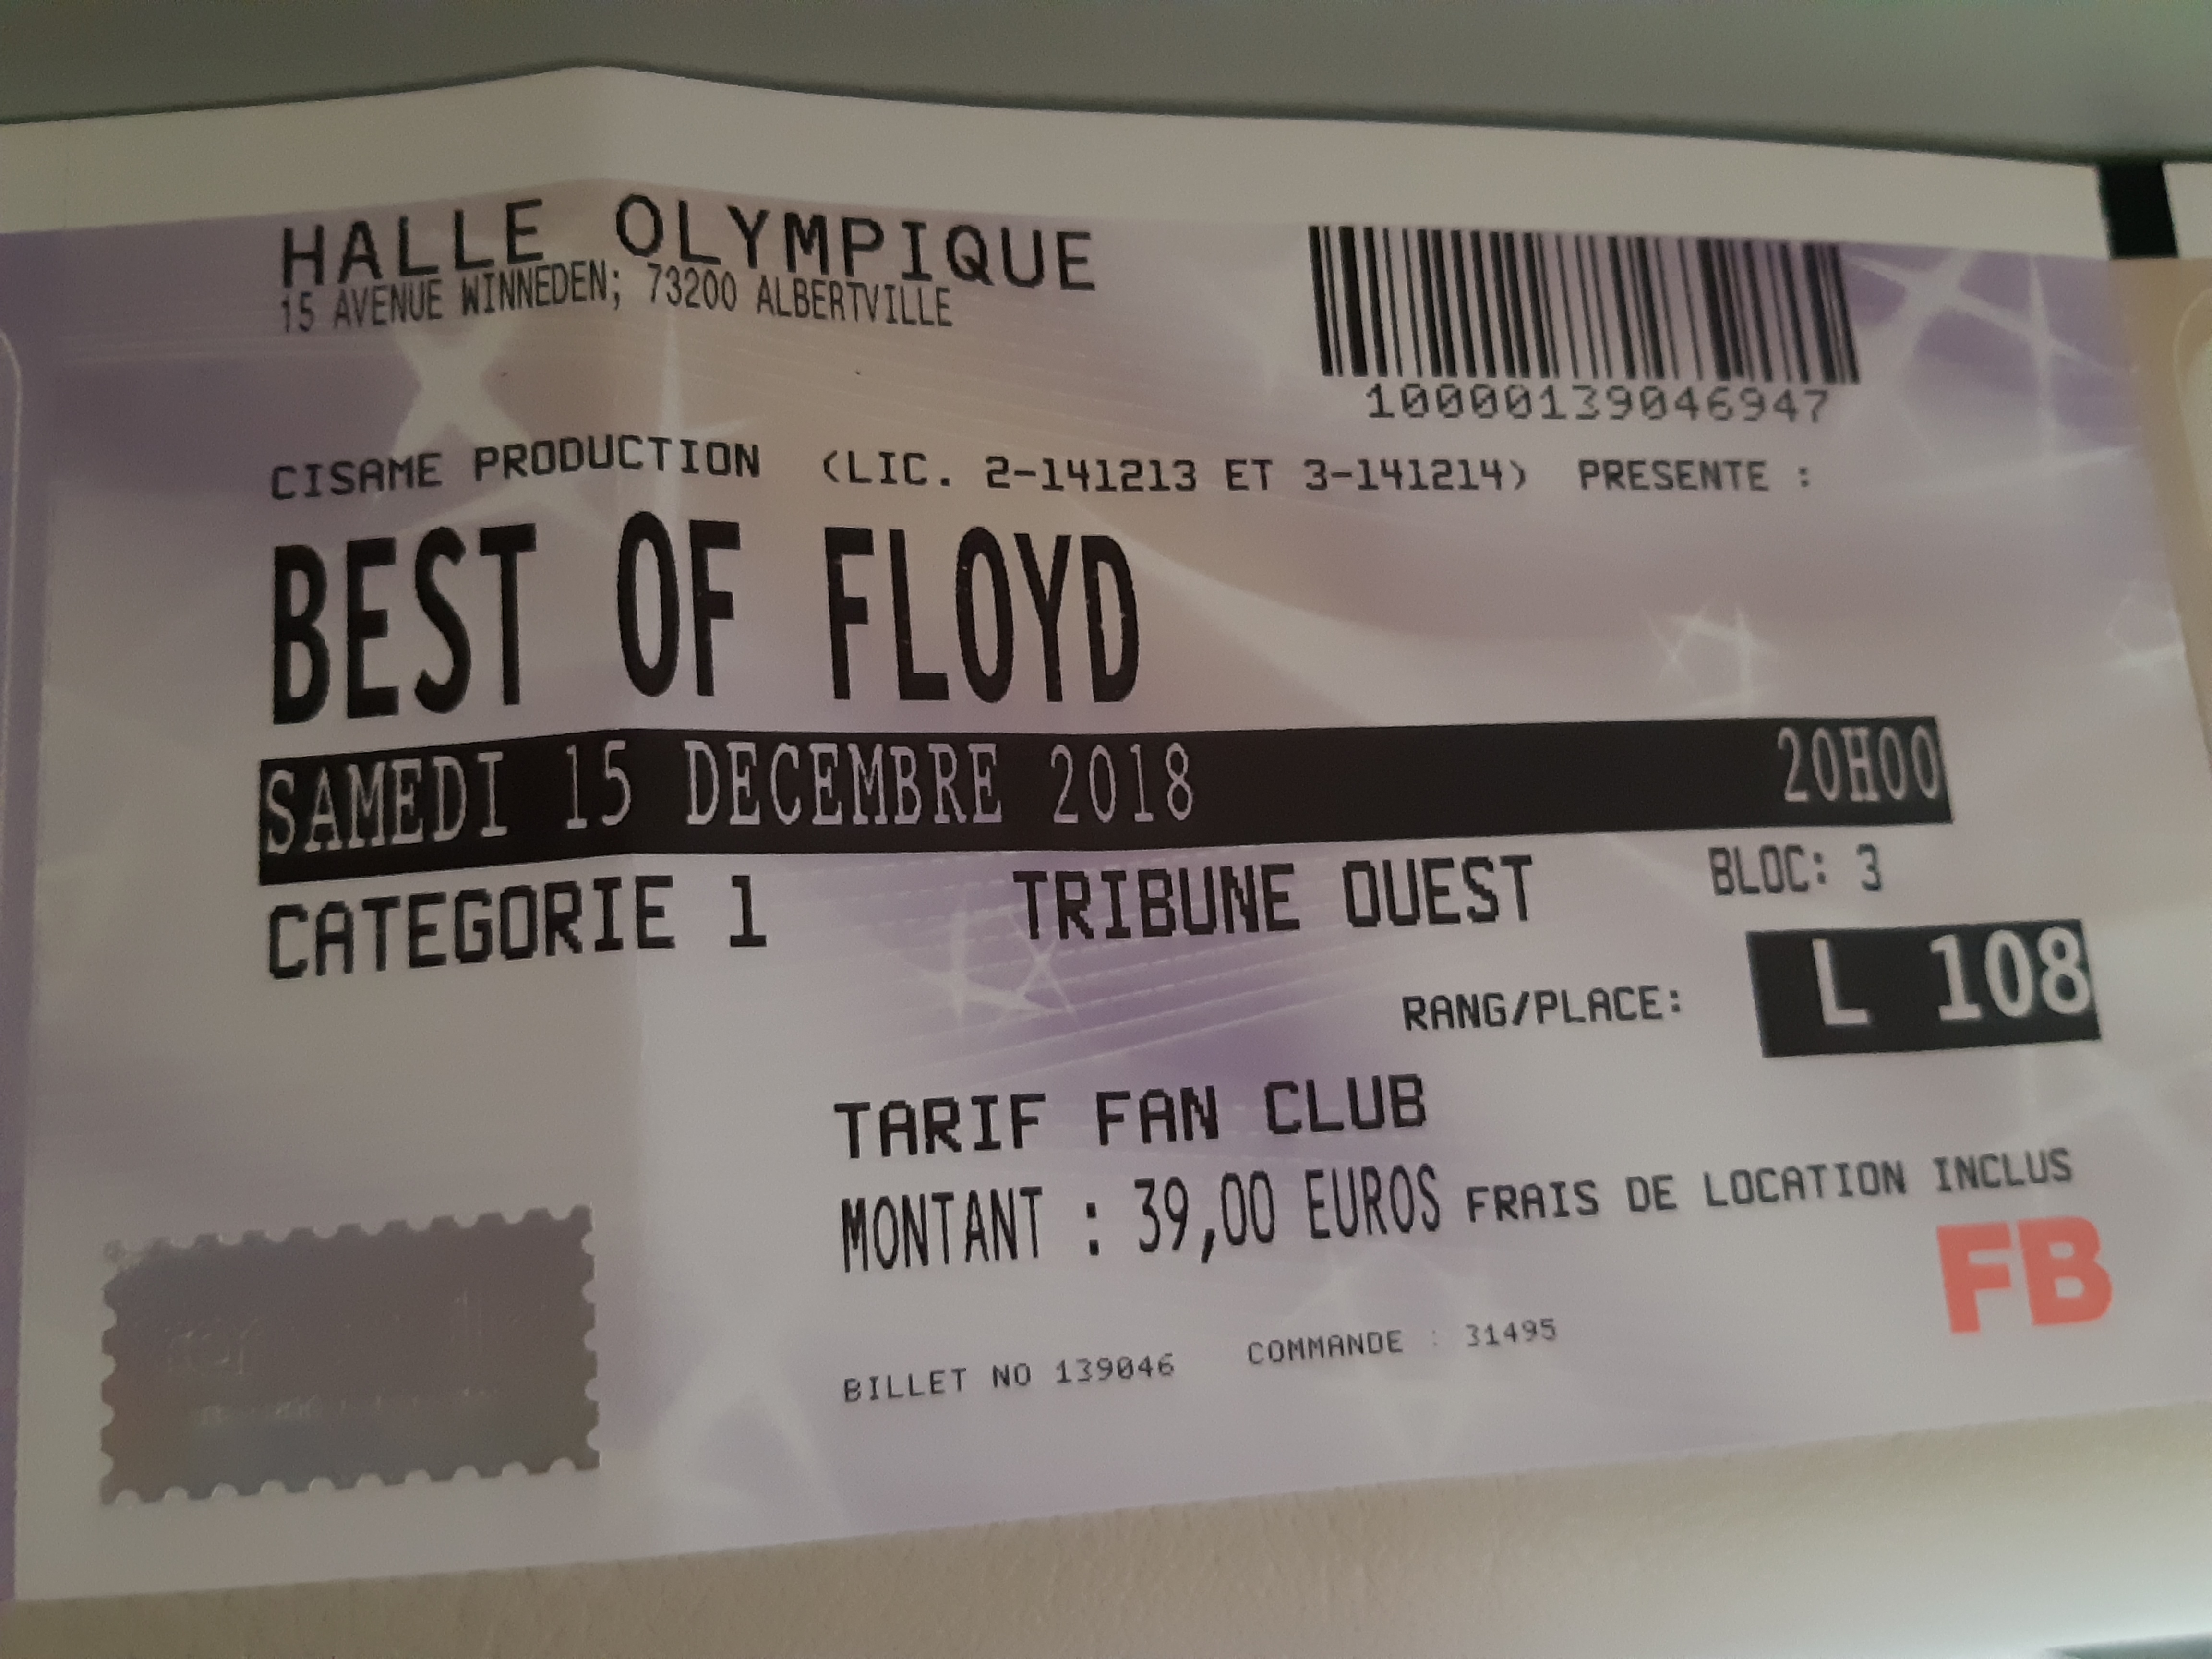 HALLE OLYMPIQUE
15 AVENUE WINNEDEN; 73200 ALBERTVILLE
10000139046947
CISAME PRODUCTION (LIC. 2-141213 ET 3-141214) PRESENTE :
BEST OF FLOYD
SAMEDI 15 DECEMBRE 2018 20H00
CATEGORIE 1 TRIBUNE OUEST BLOC: 3
RANG/PLACE: L 108
TARIF FAN CLUB
MONTANT : 39,00 EUROS FRAIS DE LOCATION INCLUS
FB
BILLET NO 139046 COMMANDE : 31495